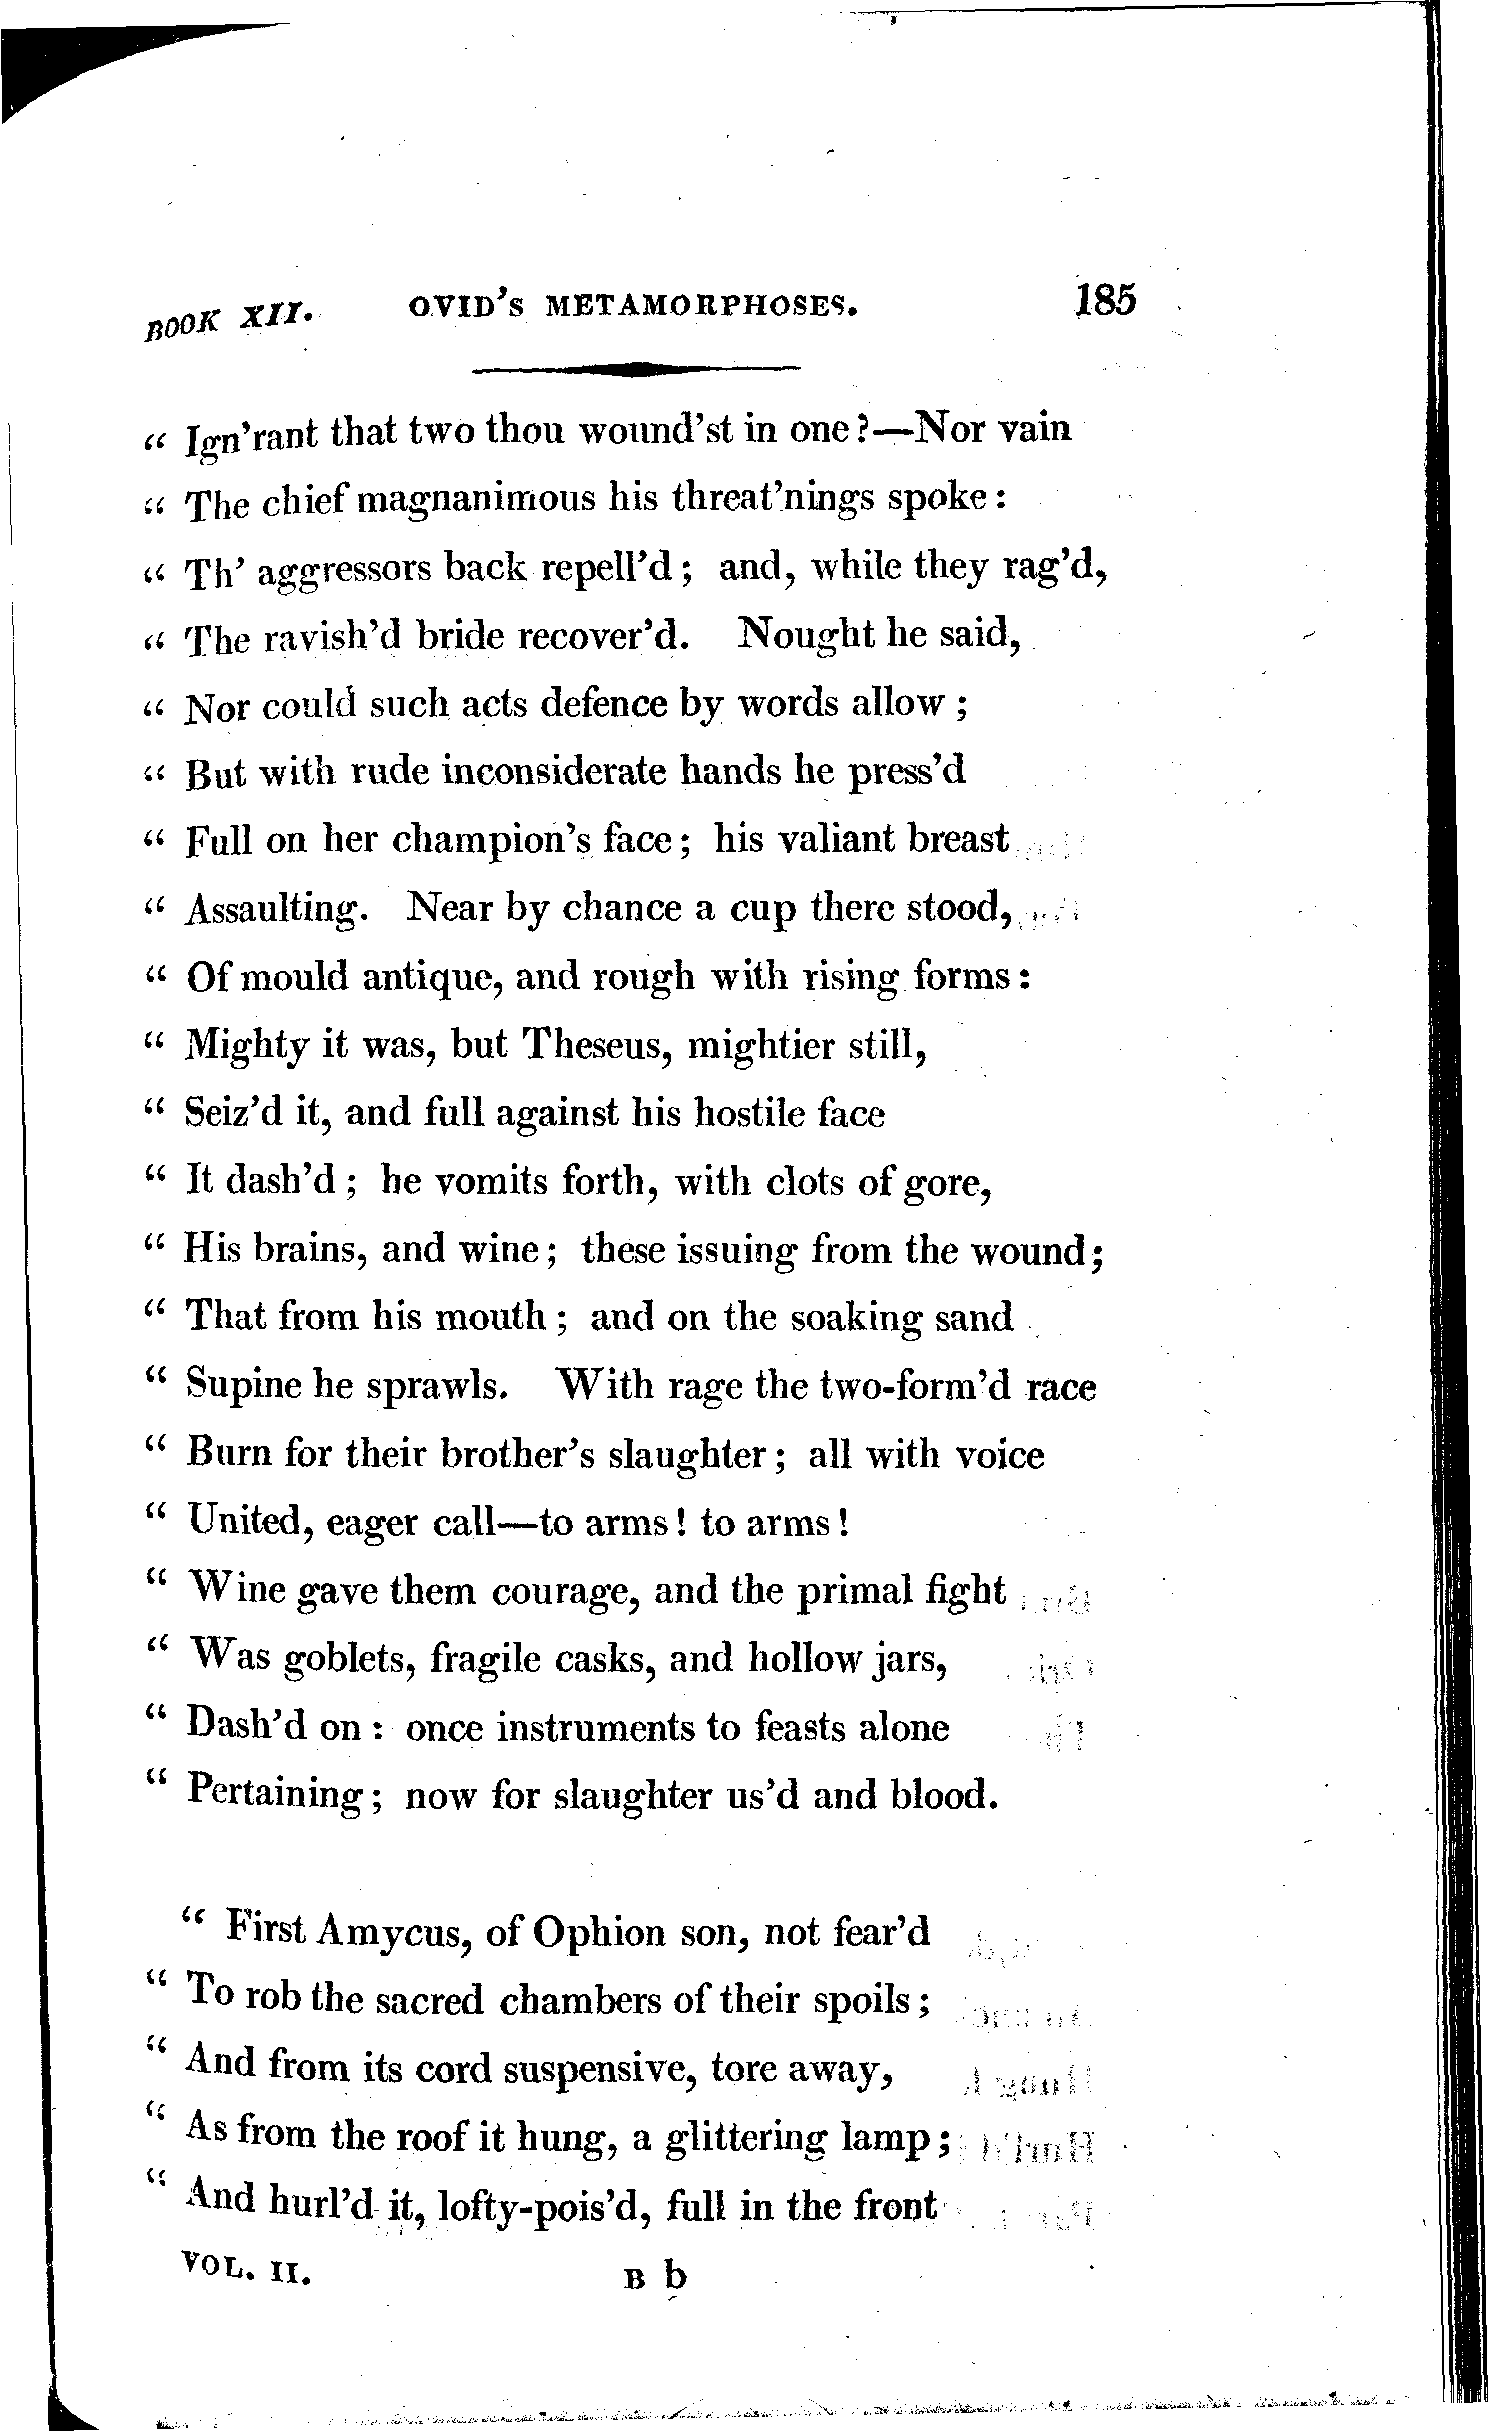 BOOK XII. OVID'S METAMORPHOSES. 185
“ Ign'rant that two thou wound'st in one?—Nor vain
“ The chief magnanimous his threat'nings spoke:
“ Th' aggressors back repell'd; and, while they rag'd,
“ The ravish'd bride recover'd. Nought he said,
“ Nor could such acts defence by words allow;
“ But with rude inconsiderate hands he press'd
“ Full on her champion's face; his valiant breast
“ Assaulting. Near by chance a cup there stood,
“ Of mould antique, and rough with rising forms:
“ Mighty it was, but Theseus, mightier still,
“ Seiz'd it, and full against his hostile face
“ It dash'd; he vomits forth, with clots of gore,
“ His brains, and wine; these issuing from the wound;
“ That from his mouth; and on the soaking sand
“ Supine he sprawls. With rage the two-form'd race
“ Burn for their brother's slaughter; all with voice
“ United, eager call—to arms! to arms!
“ Wine gave them courage, and the primal fight
“ Was goblets, fragile casks, and hollow jars,
“ Dash'd on: once instruments to feasts alone
“ Pertaining; now for slaughter us'd and blood.
“ First Amycus, of Ophion son, not fear'd
“ To rob the sacred chambers of their spoils;
“ And from its cord suspensive, tore away,
“ As from the roof it hung, a glittering lamp;
“ And hurl'd it, lofty-pois'd, full in the front
VOL. II. B b